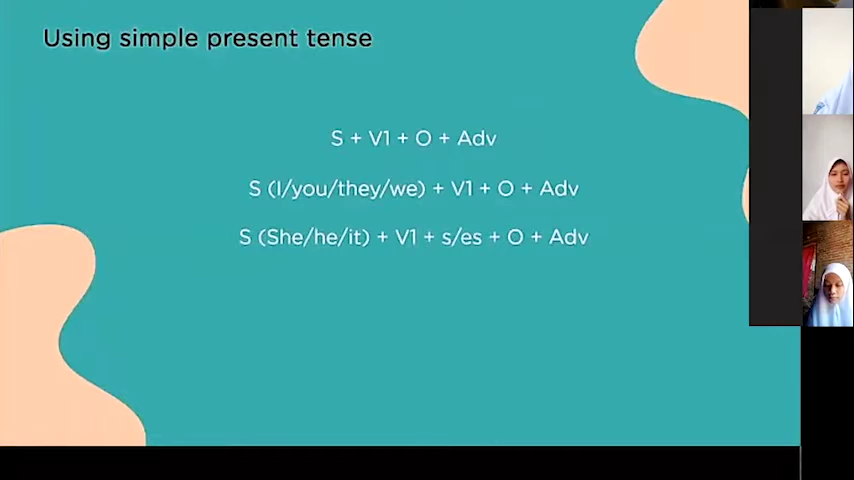 Using simple present tense
S + V1 + O + Adv
S (I/you/they/we) + V1 + O + Adv
S (She/he/it) + V1 + s/es + O + Adv